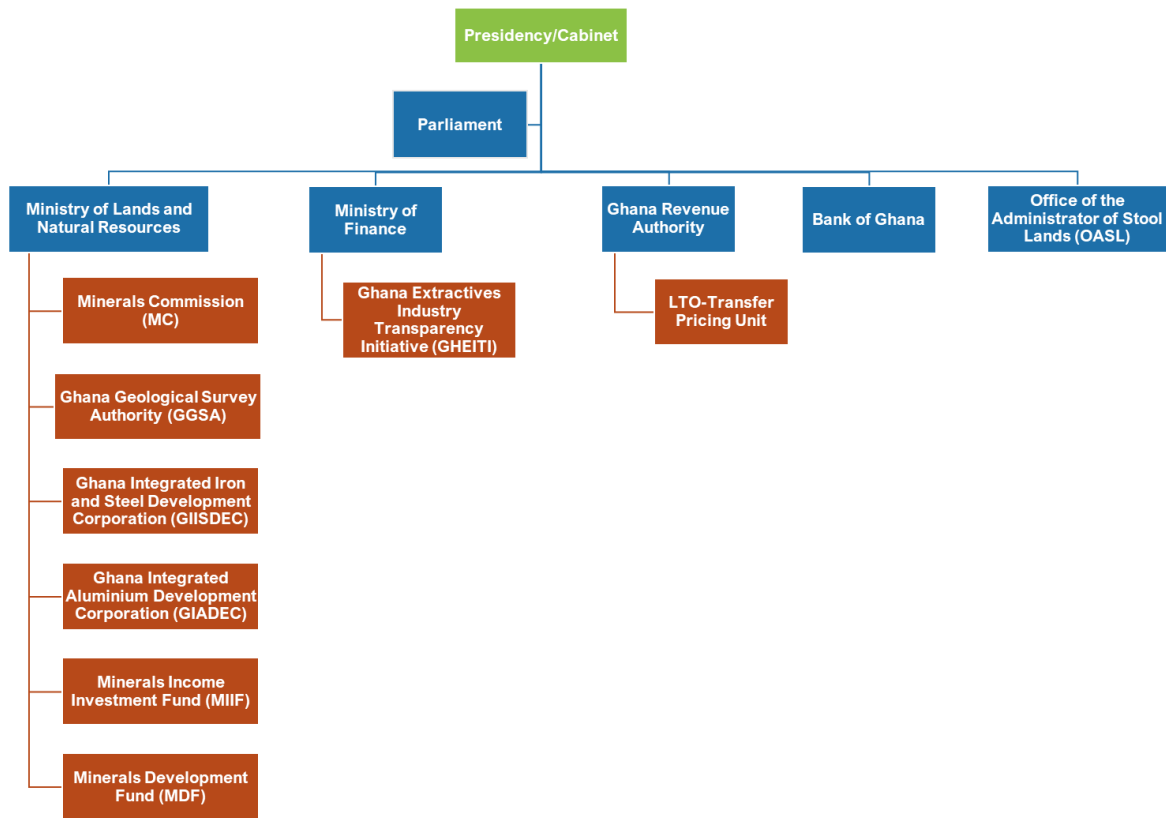 Presidency/Cabinet
Parliament
Ministry of Lands and
Natural Resources
Ministry of
Finance
Ghana Revenue
Authority
Bank of Ghana
Office of the
Administrator of Stool
Lands (OASL)
Minerals Commission
(MC)
Ghana Geological Survey
Authority (GGSA)
Ghana Integrated Iron
and Steel Development
Corporation (GIISDEC)
Ghana Integrated
Aluminium Development
Corporation (GIADEC)
Minerals Income
Investment Fund (MIIF)
Minerals Development
Fund (MDF)
Ghana Extractives
Industry
Transparency
Initiative (GHEITI)
LTO-Transfer
Pricing Unit